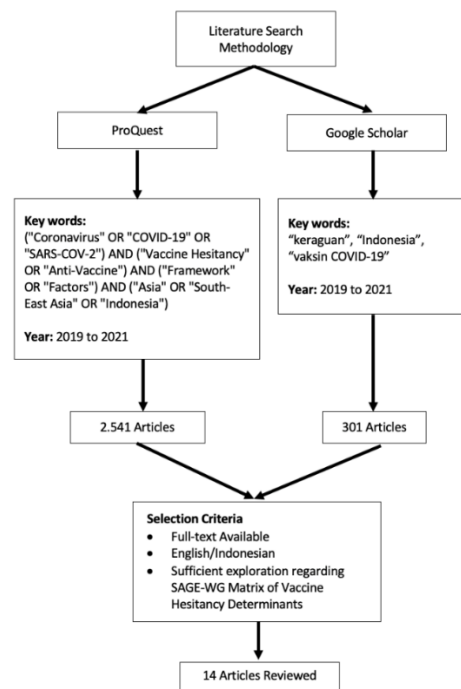 Literature Search
Methodology
ProQuest
Google Scholar
Key words:
("Coronavirus" OR "COVID-19" OR
"SARS-COV-2") AND ("Vaccine Hesitancy"
OR "Anti-Vaccine") AND ("Framework"
OR "Factors") AND ("Asia" OR "South-
East Asia" OR "Indonesia")
Year: 2019 to 2021
Key words:
“keraguan”, “Indonesia”,
“vaksin COVID-19”
Year: 2019 to 2021
2.541 Articles
301 Articles
Selection Criteria
• Full-text Available
• English/Indonesian
• Sufficient exploration regarding
SAGE-WG Matrix of Vaccine
Hesitancy Determinants
14 Articles Reviewed